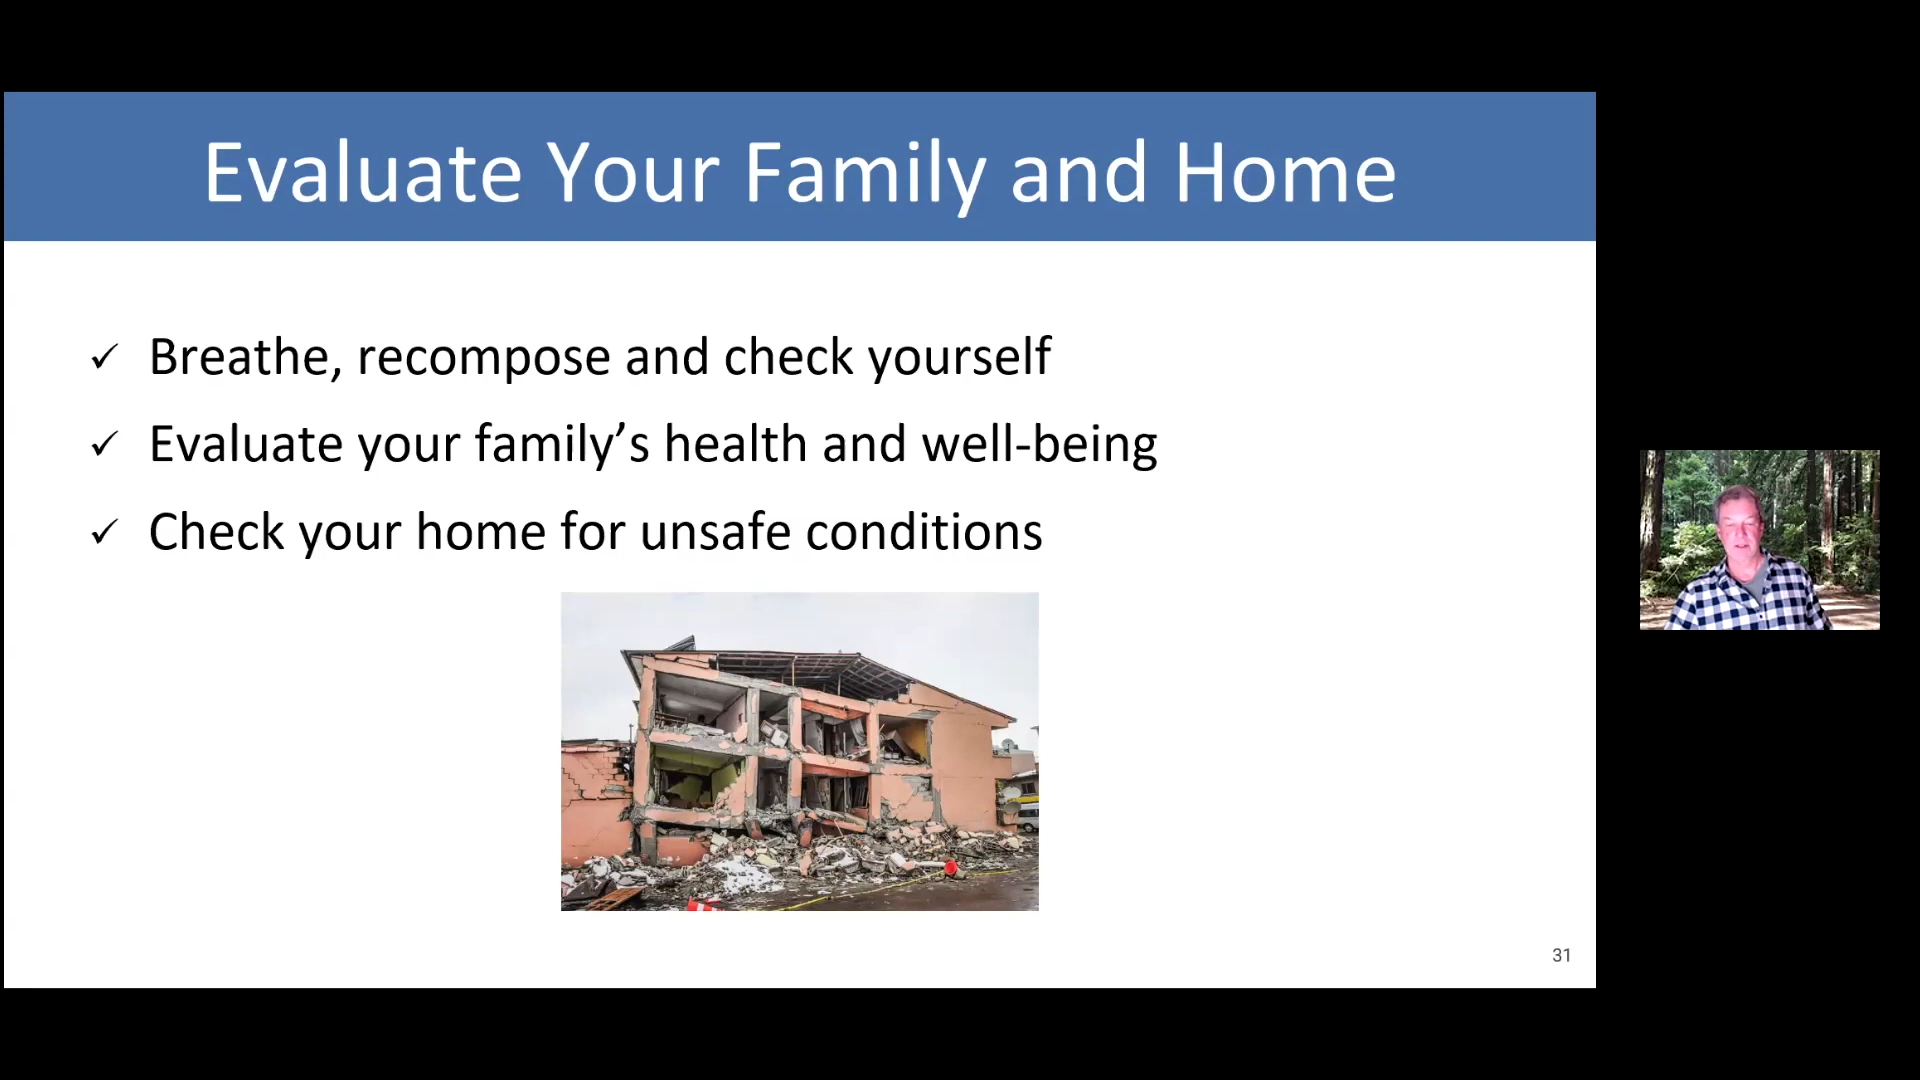 Evaluate Your Family and Home
✓ Breathe, recompose and check yourself
✓ Evaluate your family’s health and well-being
✓ Check your home for unsafe conditions
31